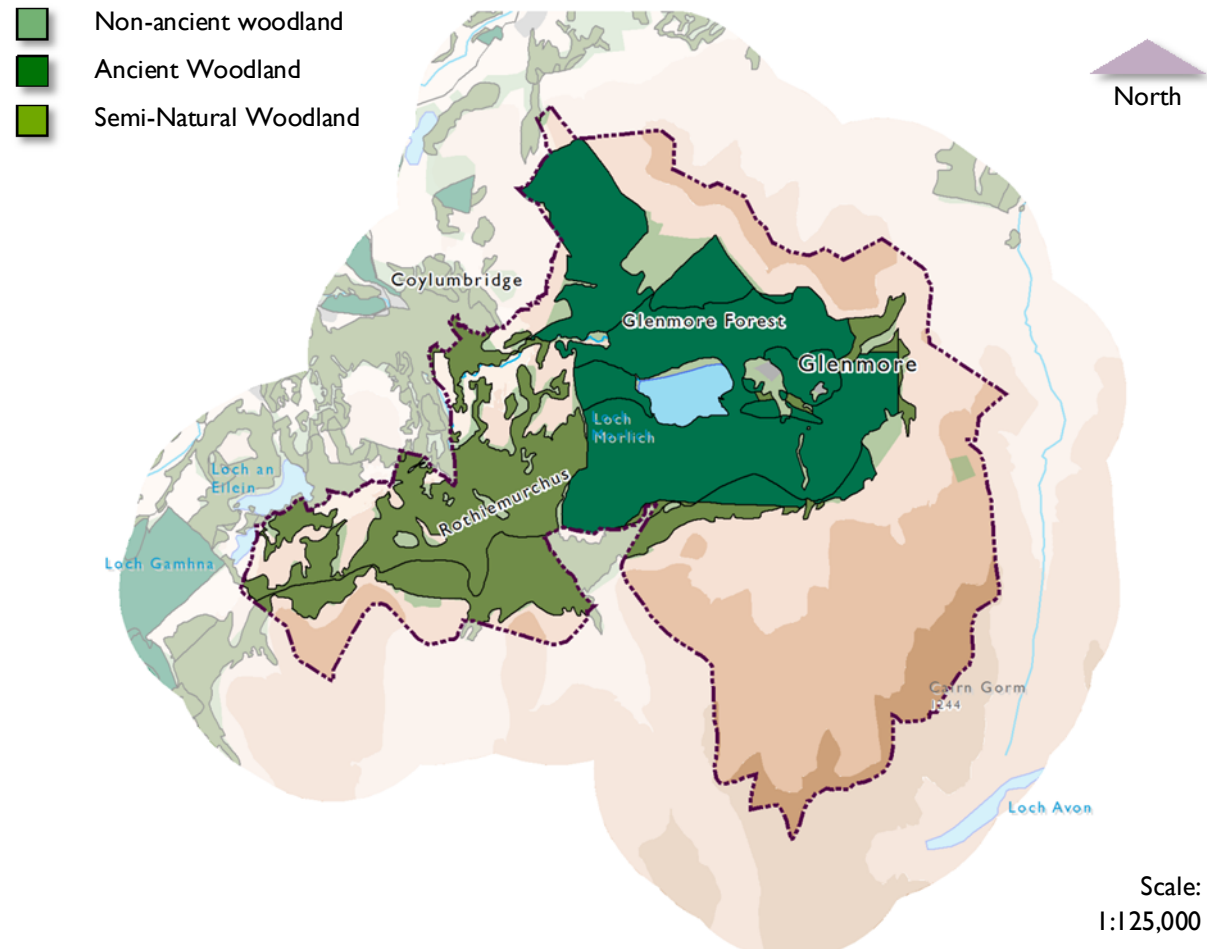 Non-ancient woodland
Ancient Woodland
Semi-Natural Woodland
North
Coylumbridge
Glenmore Forest
Glenmore
Loch
Morlich
Loch an
Eilein
Rothiemurchus
Loch Gamhna
Cairn Gorm
1244
Loch Avon
Scale:
1:125,000